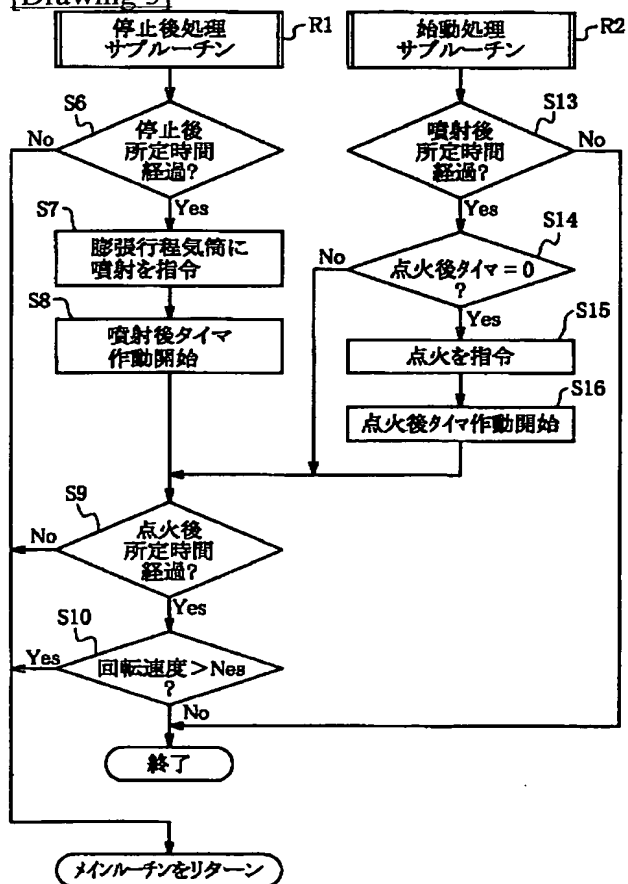 [Drawing 5]
停止後処理
サブルーチン
R1
S6
停止後
所定時間
経過?
No
Yes
S7
膨張行程気筒に
噴射を指令
S8
噴射後タイマ
作動開始
S9
点火後
所定時間
経過?
No
Yes
S10
回転速度>Nes
?
Yes
No
終了
メインルーチンをリターン
始動処理
サブルーチン
R2
S13
噴射後
所定時間
経過?
No
Yes
S14
点火後タイマ=0
?
No
Yes
S15
点火を指令
S16
点火後タイマ作動開始